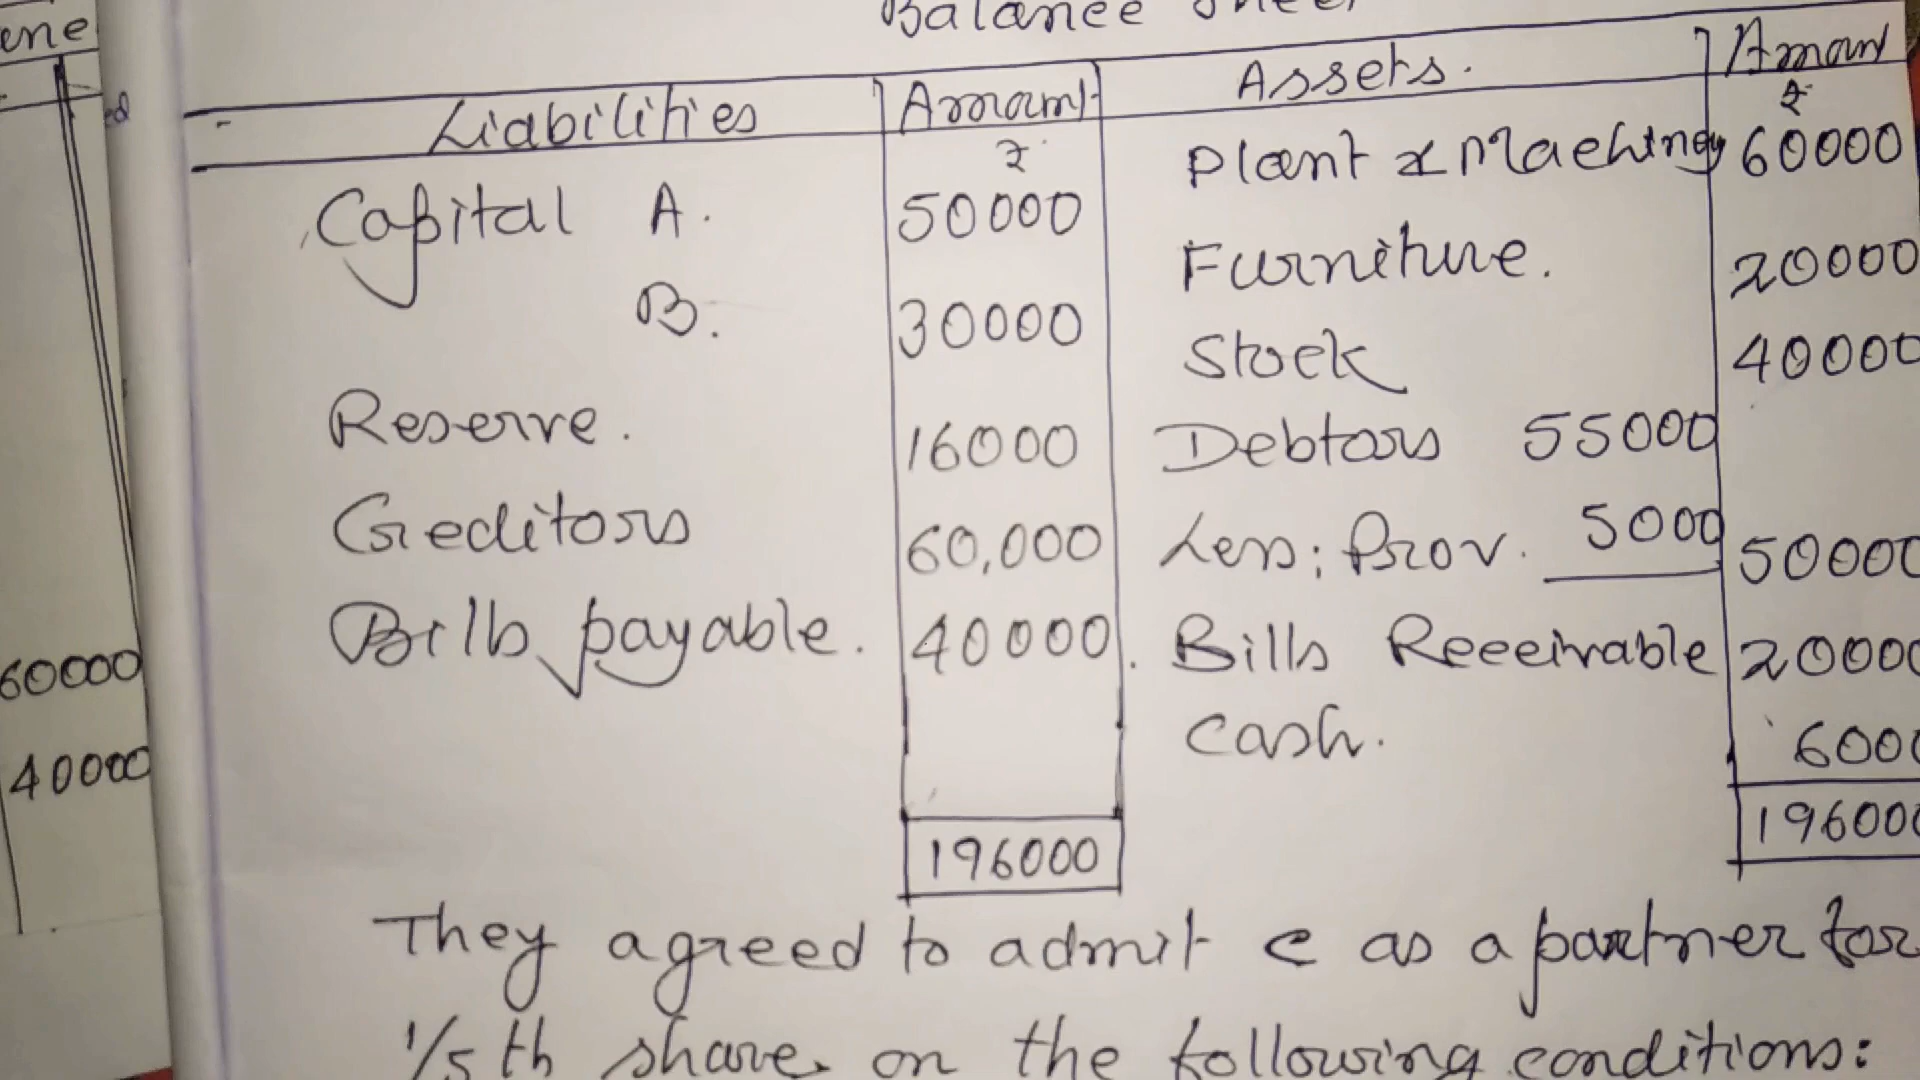 Balance Sheet
Liabilities Amount Assets. Amount
₹ ₹
Capital A. 50000 Plant & Machinery 60000
B. 30000 Furniture. 20000
Reserve. 16000 Stock 40000
Creditors 60,000 Debtors 55000
Less: Prov. 5000 50000
Bills payable. 40000 Bills Receivable 20000
Cash. 6000
196000 196000
They agreed to admit C as a partner for
1/5th share on the following conditions:
60000
40000